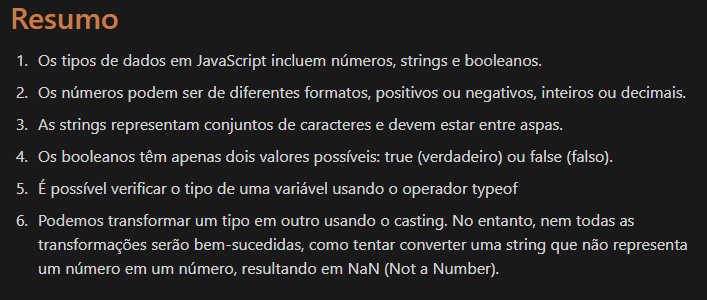 Resumo
1. Os tipos de dados em JavaScript incluem números, strings e booleanos.
2. Os números podem ser de diferentes formatos, positivos ou negativos, inteiros ou decimais.
3. As strings representam conjuntos de caracteres e devem estar entre aspas.
4. Os booleanos têm apenas dois valores possíveis: true (verdadeiro) ou false (falso).
5. É possível verificar o tipo de uma variável usando o operador typeof
6. Podemos transformar um tipo em outro usando o casting. No entanto, nem todas as
transformações serão bem-sucedidas, como tentar converter uma string que não representa
um número em um número, resultando em NaN (Not a Number).